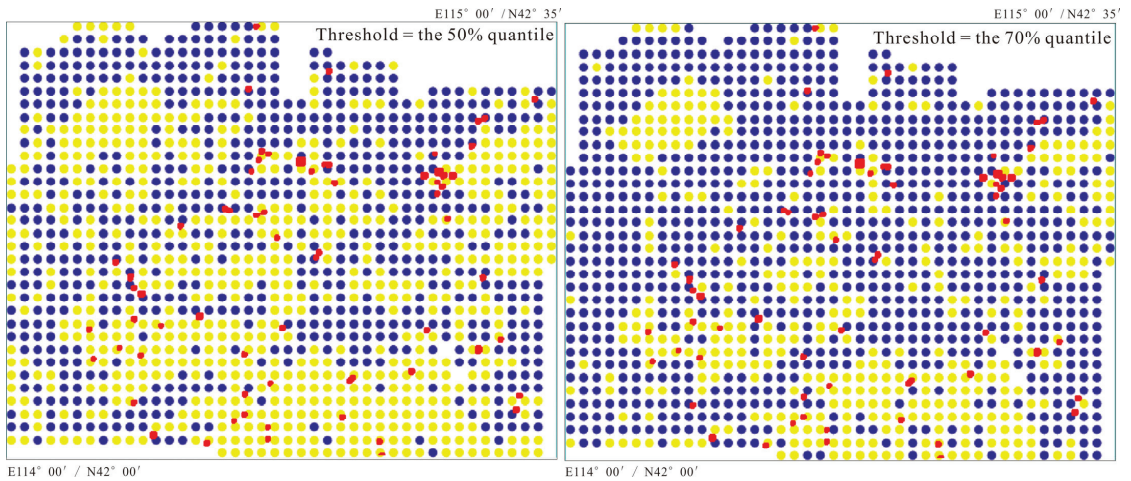 E115° 00′ /N42° 35′
Threshold = the 50% quantile
E114° 00′ / N42° 00′
E115° 00′ /N42° 35′
Threshold = the 70% quantile
E114° 00′ / N42° 00′